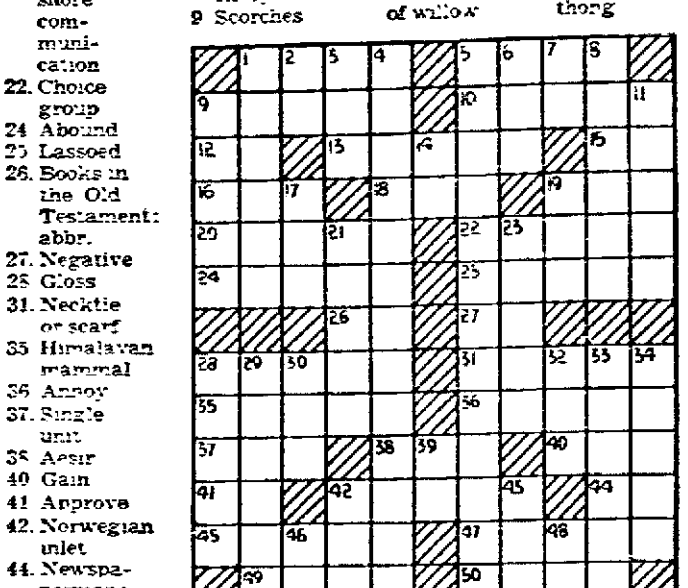 shore
com-
muni-
cation
22. Choice
group
24 Abound
25 Lassoed
26. Books in
the Old
Testament:
abbr.
27. Negative
28 Gloss
31. Necktie
or scarf
35 Himalayan
mammal
36 Annoy
37. Single
unit
38 Aesir
40 Gain
41 Approve
42. Norwegian
inlet
44. Newspa-
9 Scorches
of willow
thong
1 2 3 4 5 6 7 8
9 10 11
12 13 14 15
16 17 18 19
20 21 22 23
24 25
26 27
28 29 30 31 32 33 34
35 36
37 38 39 40
41 42 43 44
45 46 47 48
49 50